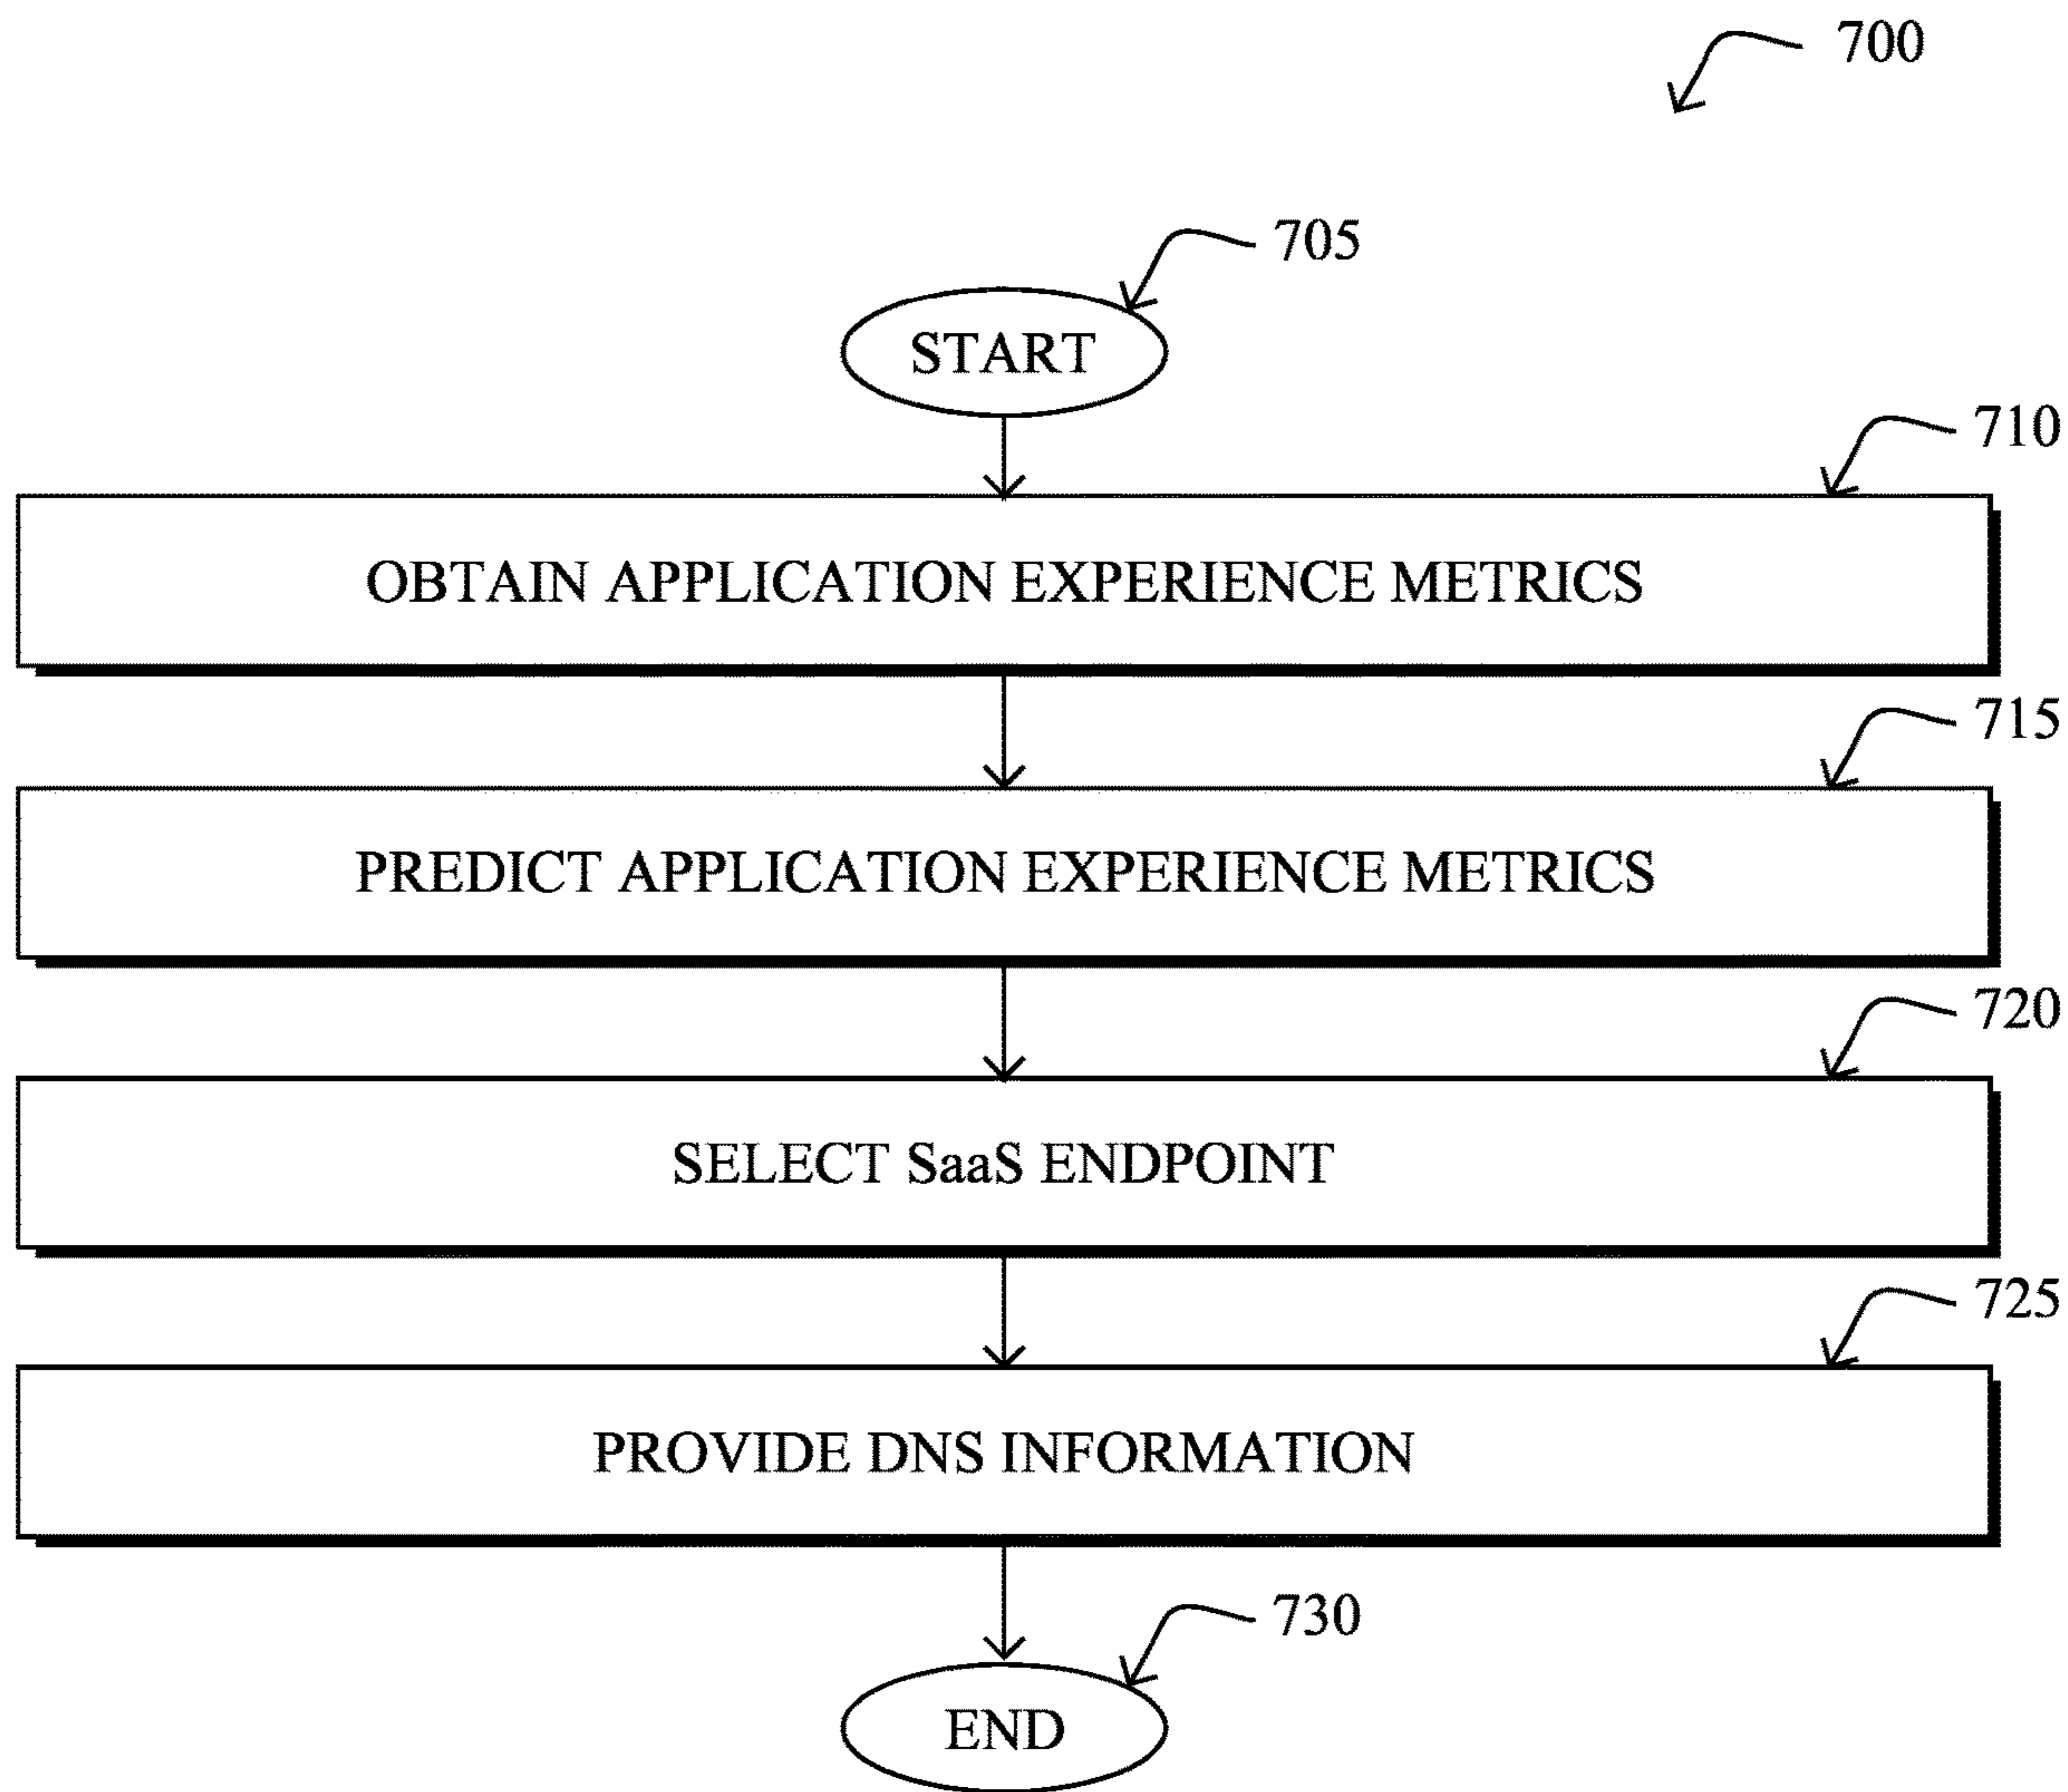 700
705
START
710
OBTAIN APPLICATION EXPERIENCE METRICS
715
PREDICT APPLICATION EXPERIENCE METRICS
720
SELECT SaaS ENDPOINT
725
PROVIDE DNS INFORMATION
730
END